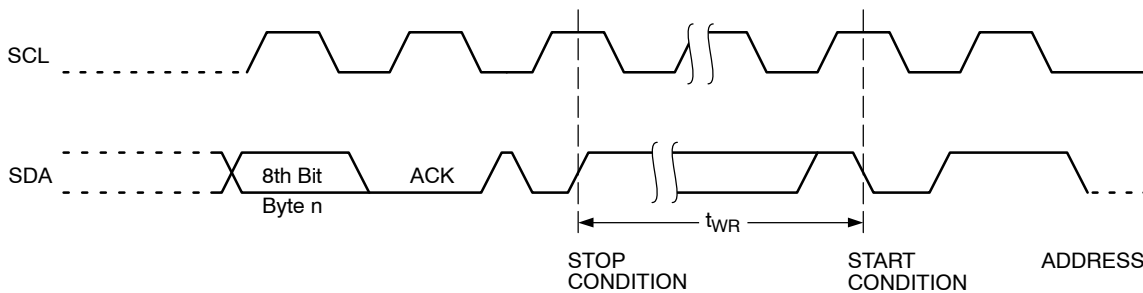 SCL
SDA
8th Bit
Byte n
ACK
tWR
STOP
CONDITION
START
CONDITION
ADDRESS